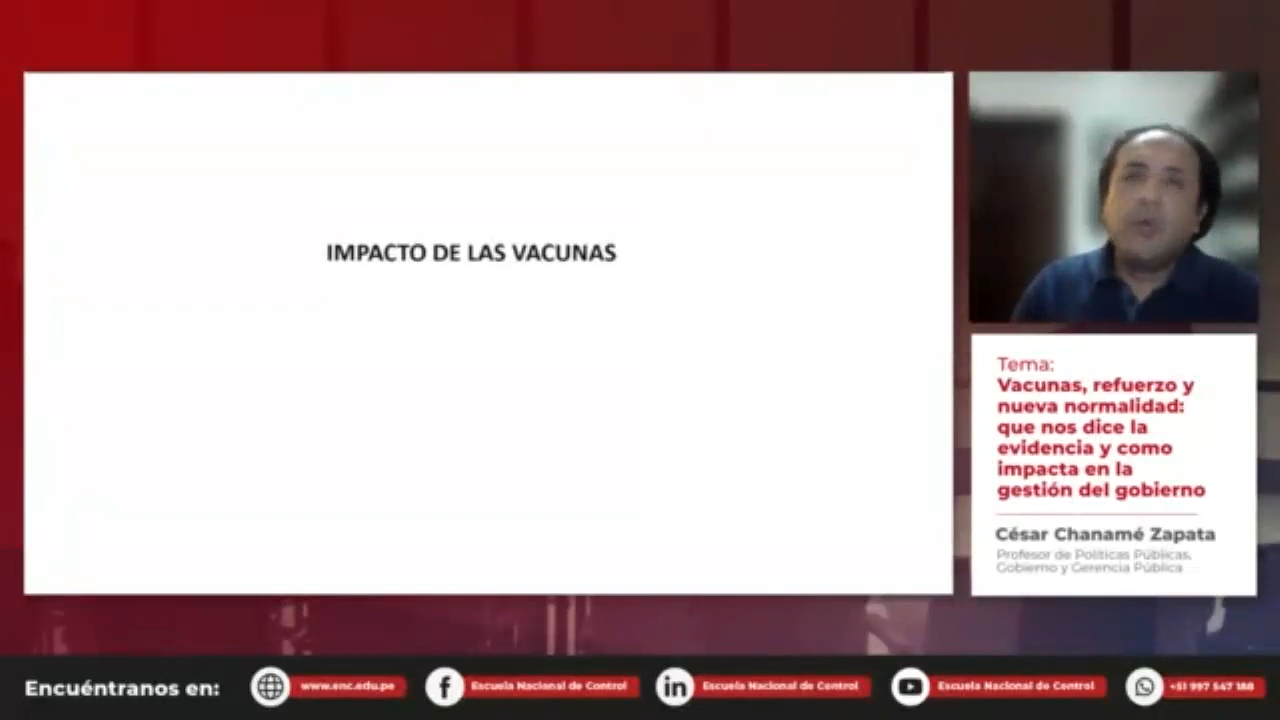 IMPACTO DE LAS VACUNAS
Tema:
Vacunas, refuerzo y
nueva normalidad:
que nos dice la
evidencia y como
impacta en la
gestión del gobierno
César Chanamé Zapata
Profesor de Políticas Públicas,
Gobierno y Gerencia Pública
Encuéntranos en:
www.enc.edu.pe
Escuela Nacional de Control
Escuela Nacional de Control
Escuela Nacional de Control
+51 997 547 188